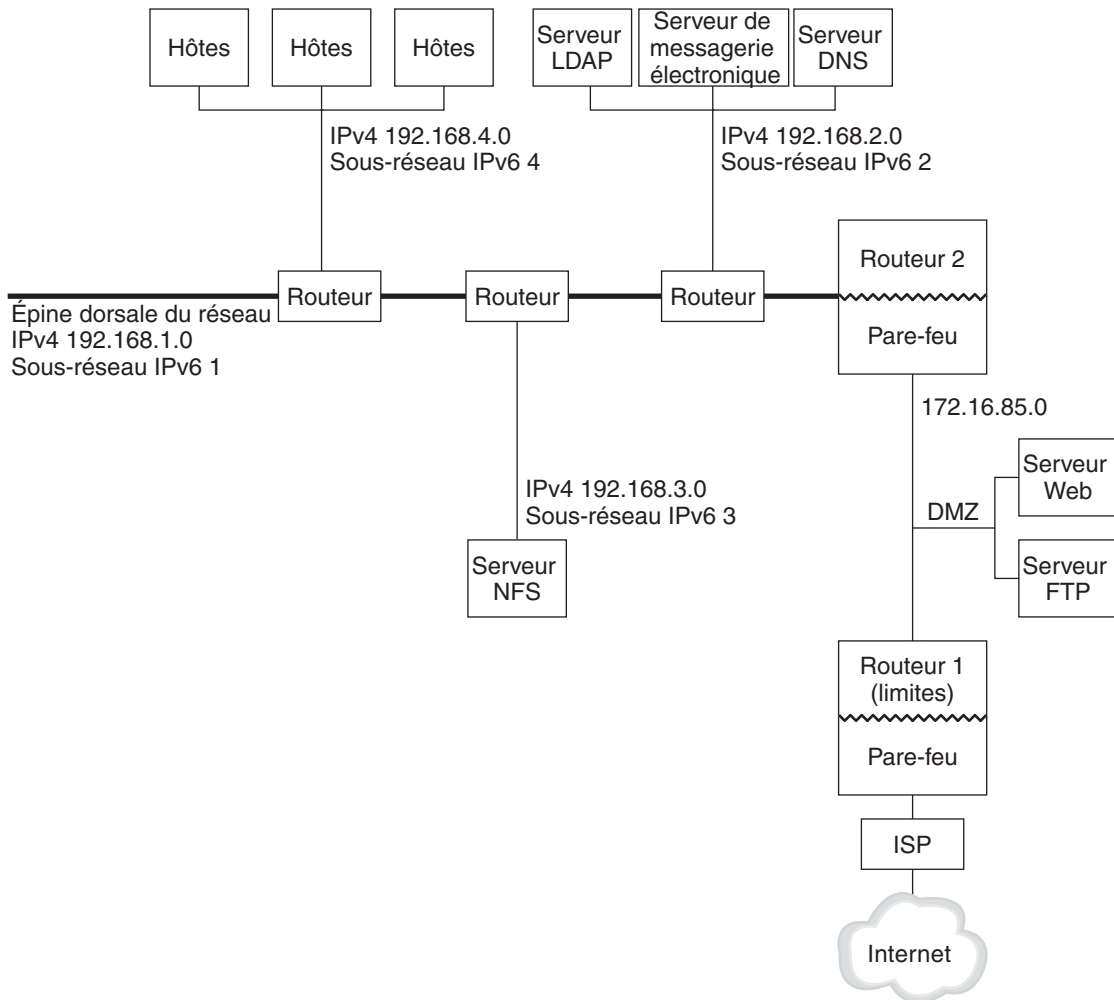 Hôtes
Hôtes
Hôtes
Serveur
LDAP
Serveur de
messagerie
électronique
Serveur
DNS
IPv4 192.168.4.0
Sous-réseau IPv6 4
IPv4 192.168.2.0
Sous-réseau IPv6 2
Routeur
Routeur
Routeur
Routeur 2
Pare-feu
Épine dorsale du réseau
IPv4 192.168.1.0
Sous-réseau IPv6 1
172.16.85.0
IPv4 192.168.3.0
Sous-réseau IPv6 3
Serveur
NFS
DMZ
Serveur
Web
Serveur
FTP
Routeur 1
(limites)
Pare-feu
ISP
Internet